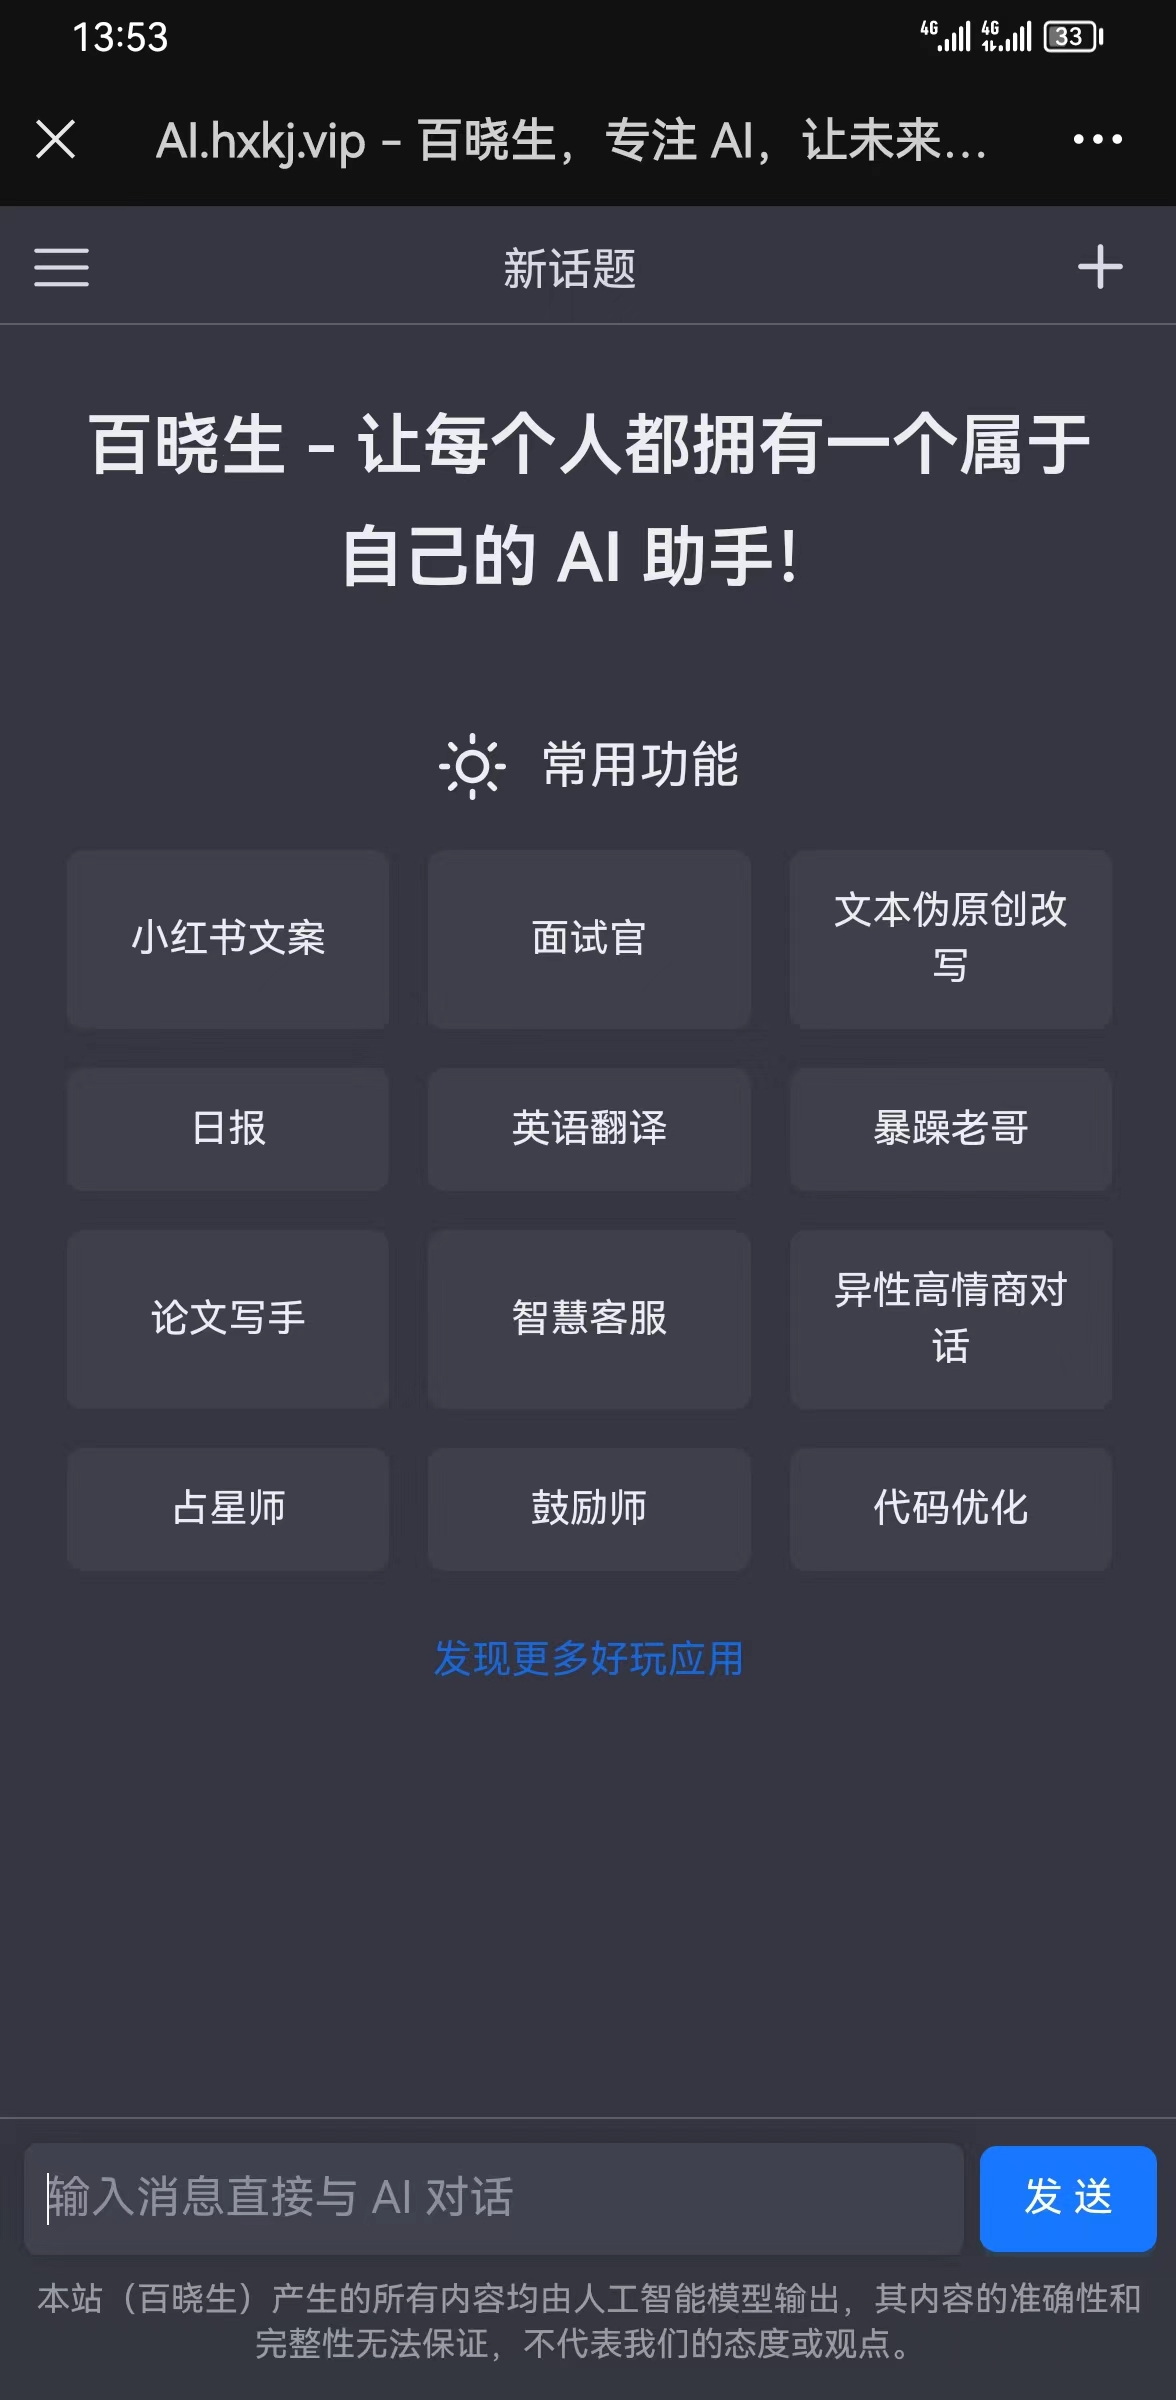 13:53
4G 4G 33
AI.hxkj.vip - 百晓生，专注 AI，让未来...
新话题
百晓生 - 让每个人都拥有一个属于
自己的 AI 助手！
常用功能
小红书文案
面试官
文本伪原创改
写
日报
英语翻译
暴躁老哥
论文写手
智慧客服
异性高情商对
话
占星师
鼓励师
代码优化
发现更多好玩应用
输入消息直接与 AI 对话
发 送
本站（百晓生）产生的所有内容均由人工智能模型输出，其内容的准确性和
完整性无法保证，不代表我们的态度或观点。